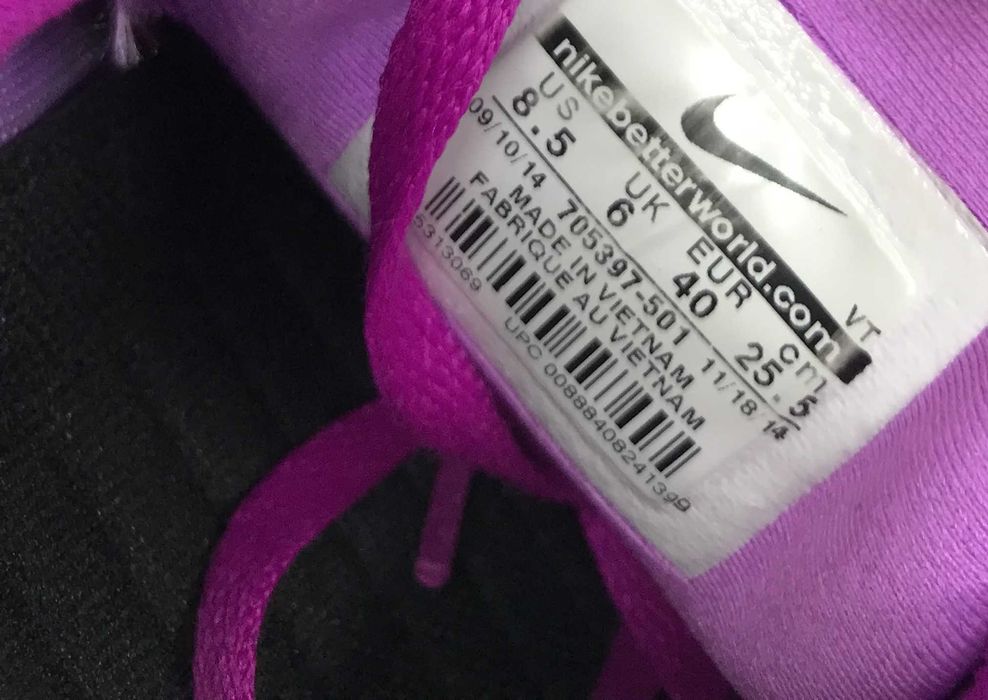 nikebetterworld.com
VT
US UK EUR cm
8.5 6 40 25.5
09/10/14 705397-501 11/18/14
MADE IN VIETNAM
FABRIQUE AU VIETNAM
5313069
UPC 00888408241399